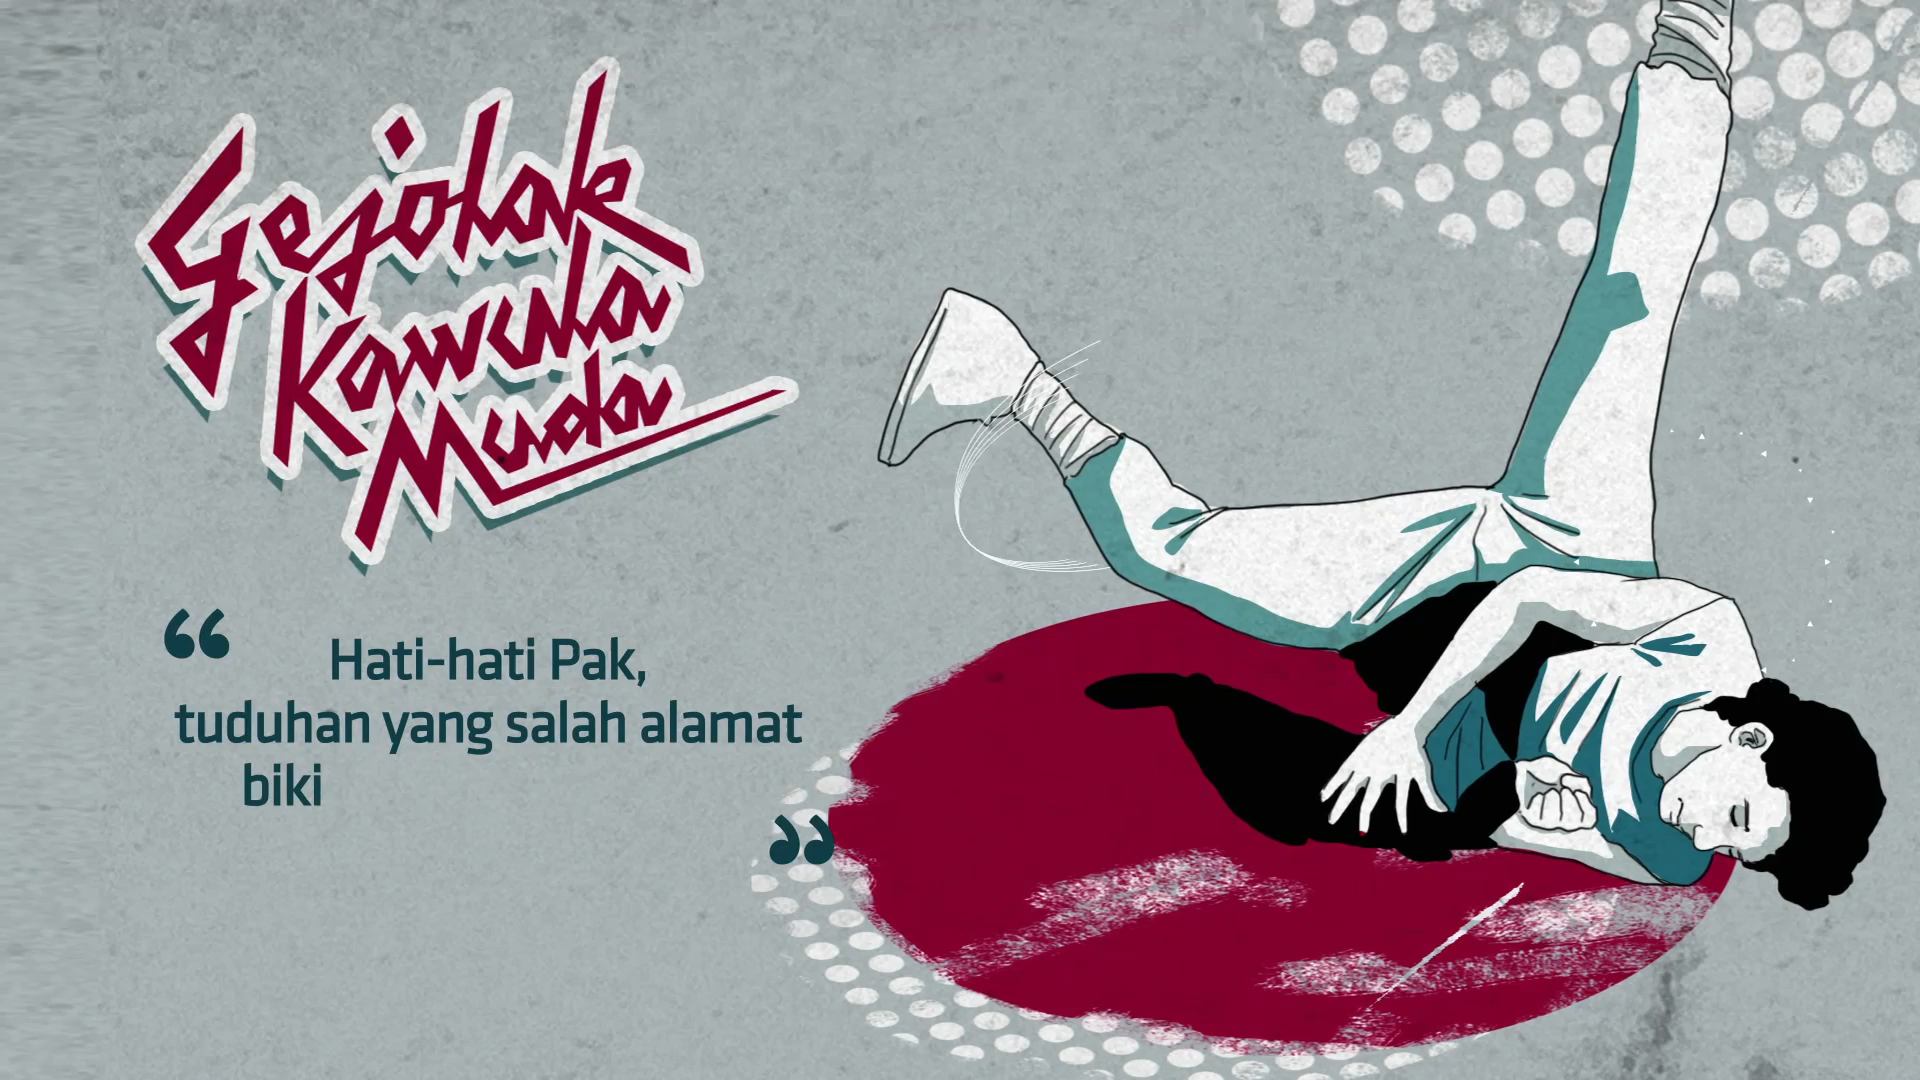 Gejolak
Kawula
Muda
“ Hati-hati Pak,
tuduhan yang salah alamat
biki
”